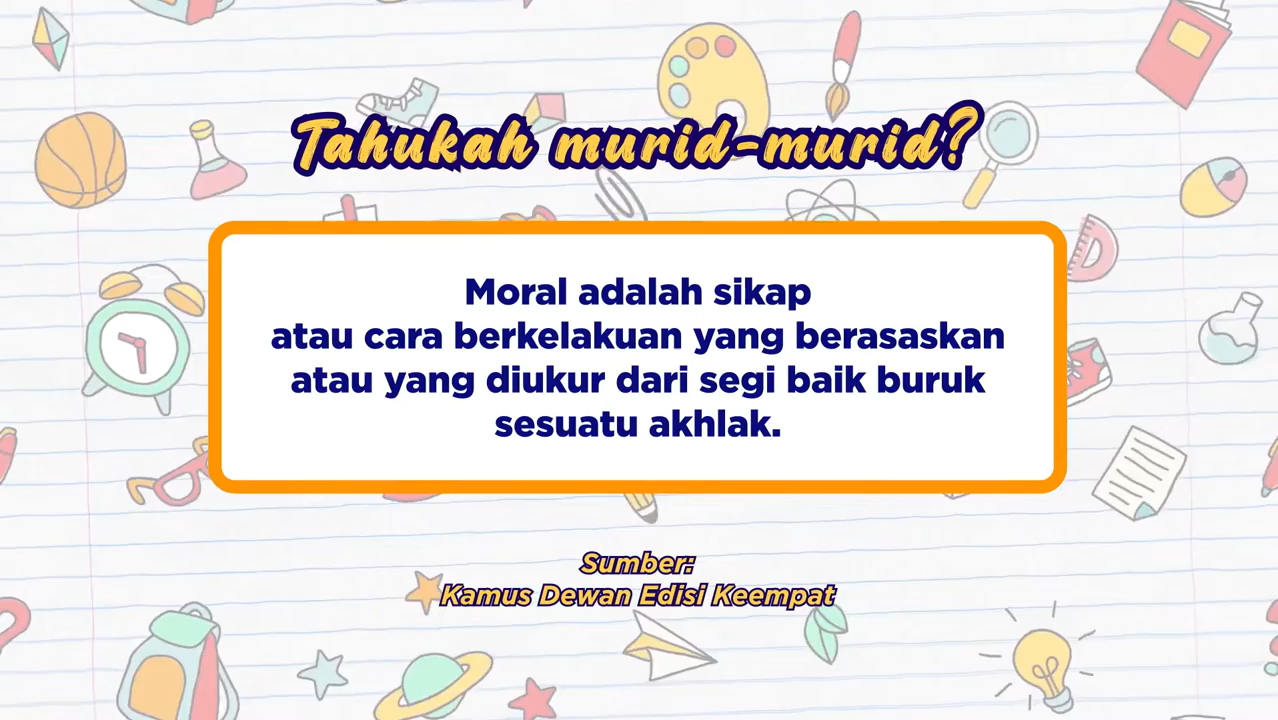 Tahukah murid-murid?
Moral adalah sikap
atau cara berkelakuan yang berasaskan
atau yang diukur dari segi baik buruk
sesuatu akhlak.
Sumber:
Kamus Dewan Edisi Keempat